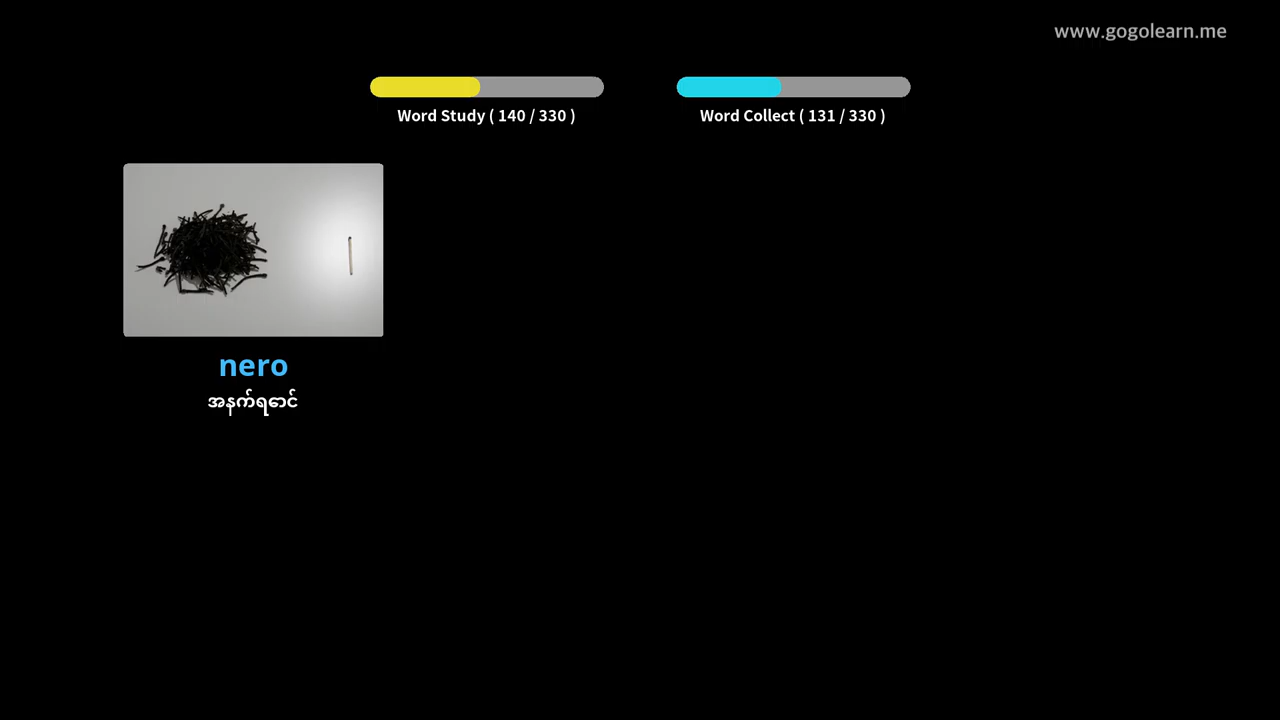 www.gogolearn.me
Word Study ( 140 / 330 )
Word Collect ( 131 / 330 )
nero
အနက်ရောင်